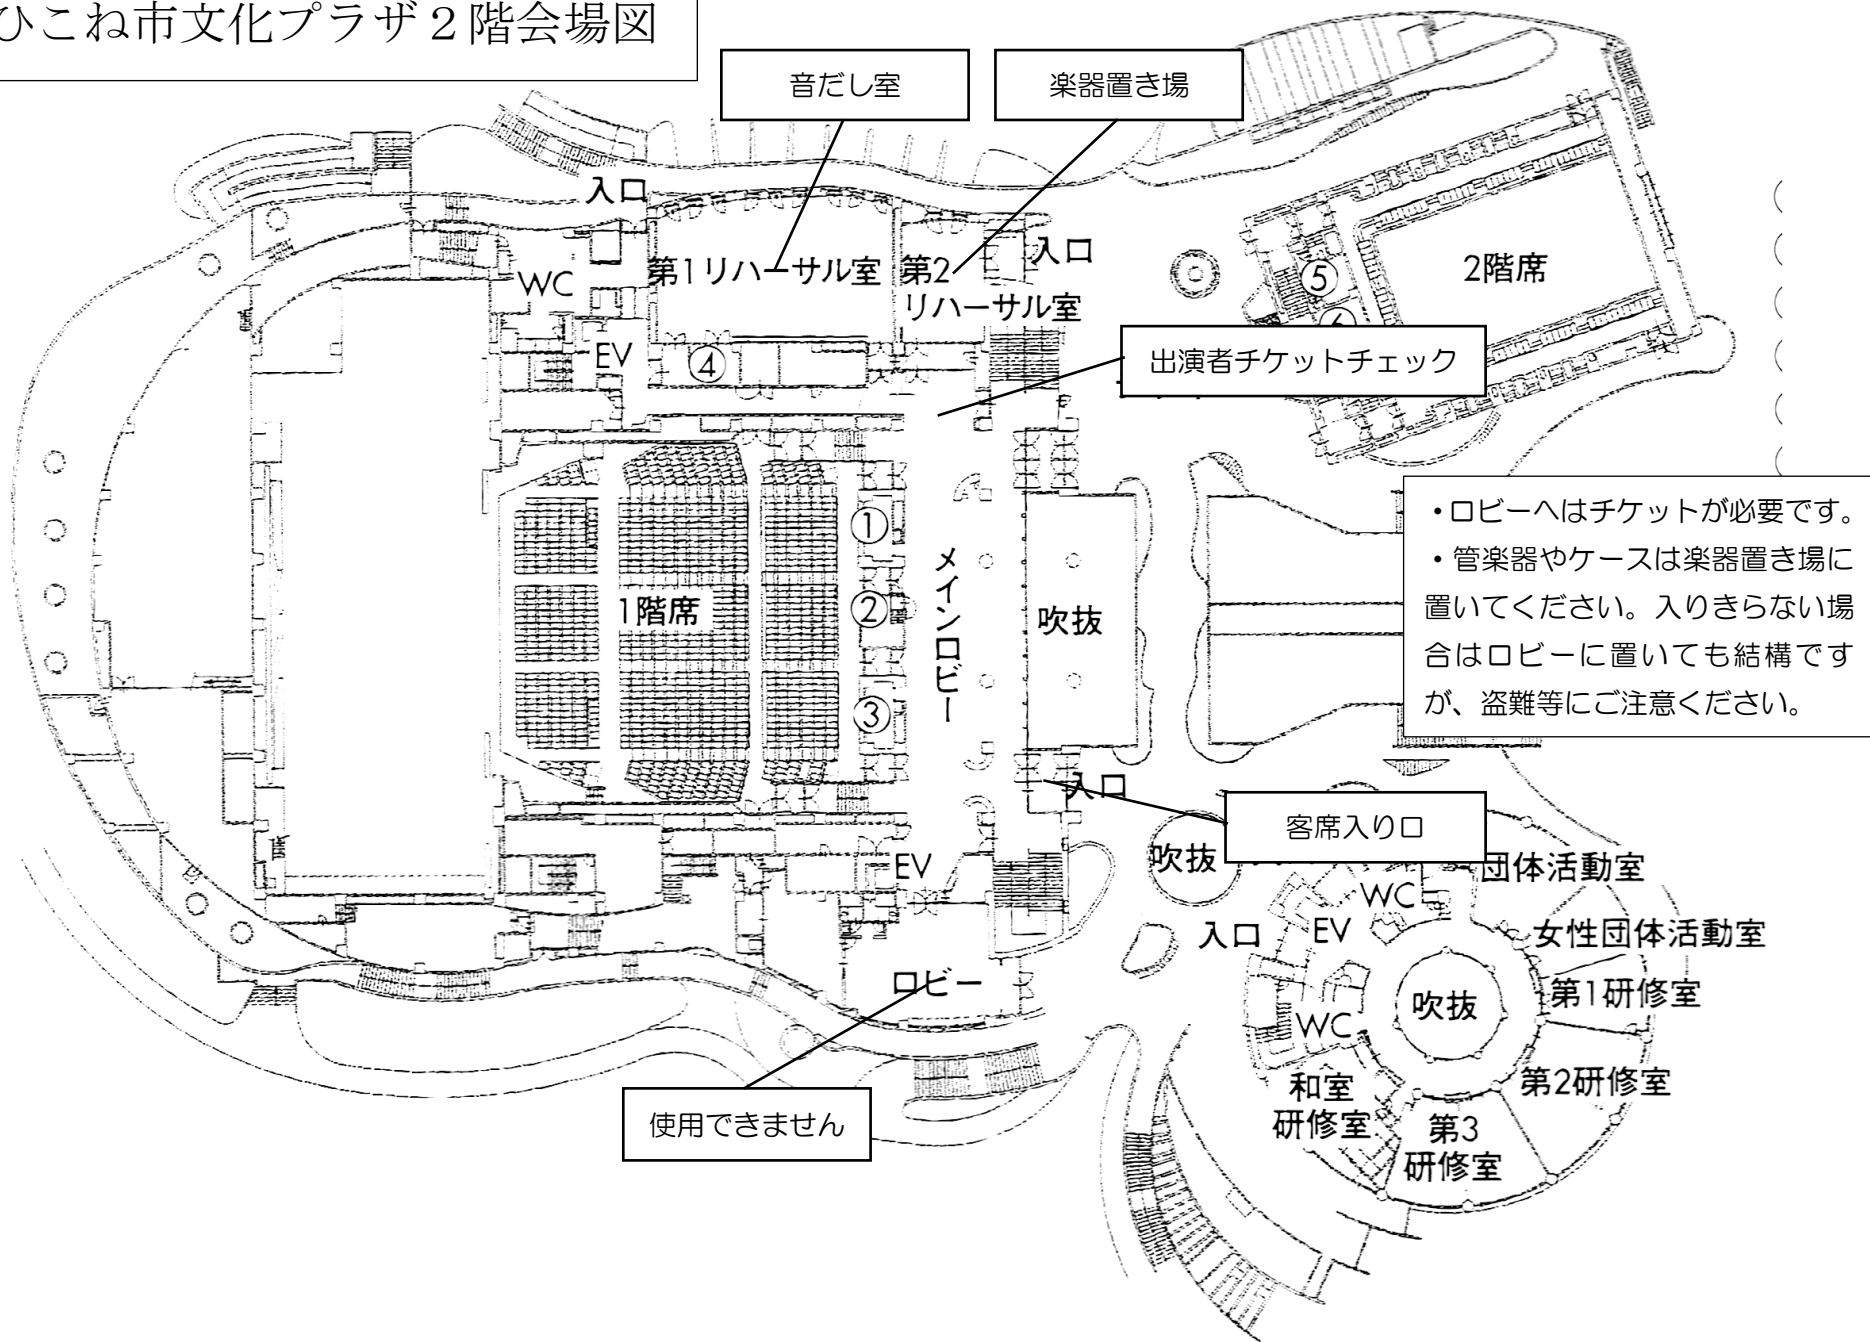 ひこね市文化プラザ２階会場図
音だし室
楽器置き場
入口
WC
第1リハーサル室
第2
リハーサル室
入口
EV
④
⑤
2階席
出演者チケットチェック
①
②
③
1階席
メインロビー
吹抜
・ロビーへはチケットが必要です。
・管楽器やケースは楽器置き場に
置いてください。入りきらない場
合はロビーに置いても結構です
が、盗難等にご注意ください。
入口
客席入り口
EV
吹抜
ロビー
使用できません
入口
WC
EV
団体活動室
女性団体活動室
第1研修室
吹抜
WC
第2研修室
和室
研修室
第3
研修室